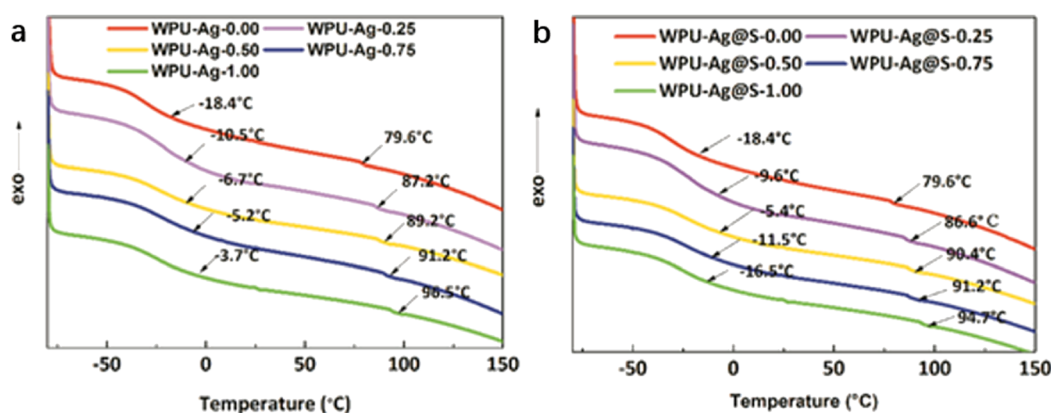 a
WPU-Ag-0.00 WPU-Ag-0.25
WPU-Ag-0.50 WPU-Ag-0.75
WPU-Ag-1.00
-18.4°C
-10.5°C
79.6°C
-6.7°C
87.2°C
-5.2°C
89.2°C
-3.7°C
91.2°C
96.5°C
exo
-50 0 50 100 150
Temperature (°C)
b
WPU-Ag@S-0.00 WPU-Ag@S-0.25
WPU-Ag@S-0.50 WPU-Ag@S-0.75
WPU-Ag@S-1.00
-18.4°C
-9.6°C
79.6°C
-5.4°C
86.6°C
-11.5°C
90.4°C
-16.5°C
91.2°C
94.7°C
exo
-50 0 50 100 150
Temperature (°C)